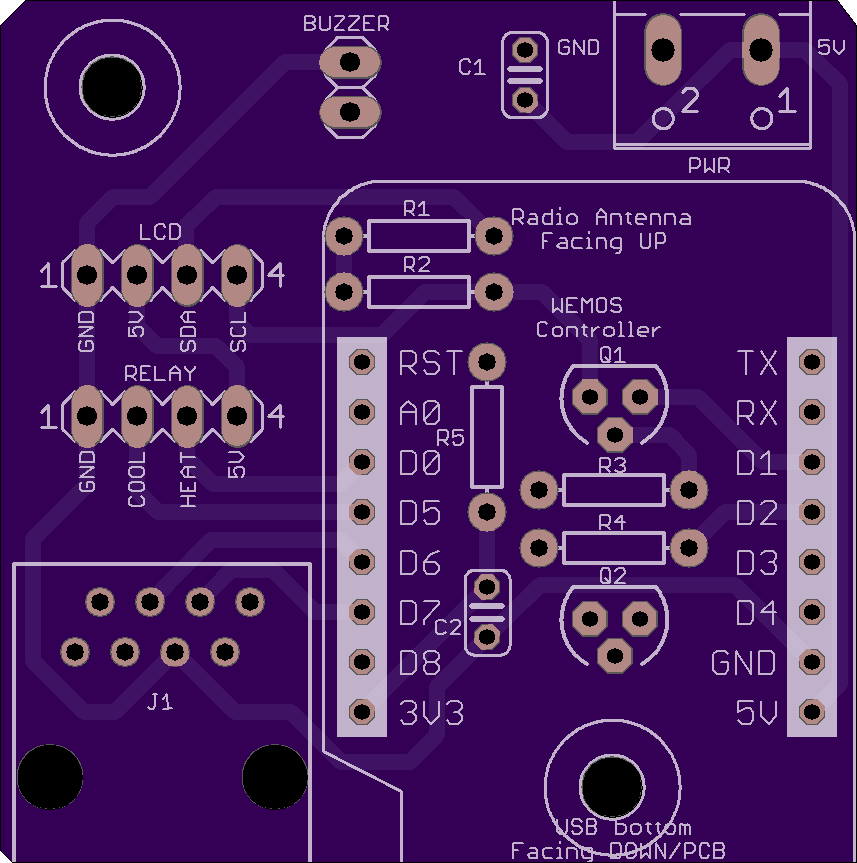 BUZZER
C1
GND
5V
2
1
PWR
R1
Radio Antenna
Facing UP
LCD
1
4
GND
5V
SDA
SCL
R2
WEMOS
Controller
Q1
RELAY
1
4
GND
COOL
HEAT
5V
RST
A0
D0
D5
D6
D7
D8
3V3
R5
R3
R4
Q2
C2
TX
RX
D1
D2
D3
D4
GND
5V
J1
USB bottom
Facing DOWN/PCB